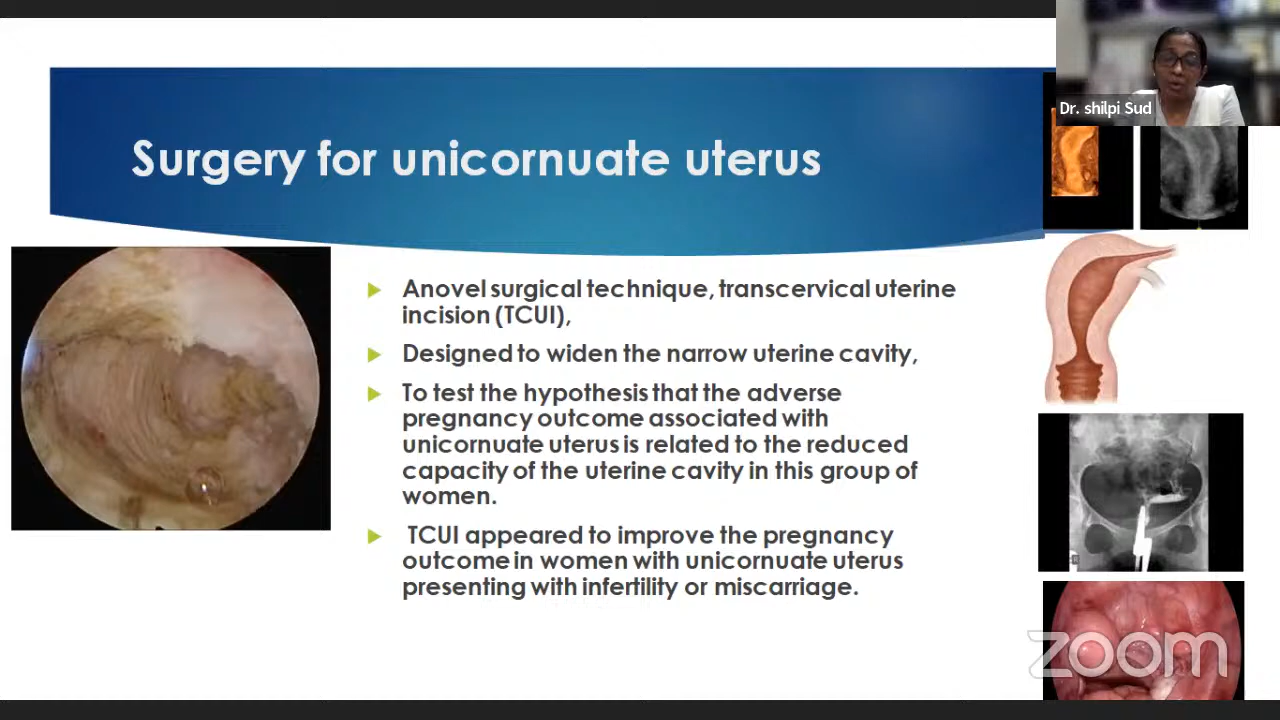 Dr. shilpi Sud
Surgery for unicornuate uterus
Anovel surgical technique, transcervical uterine
incision (TCUI),
Designed to widen the narrow uterine cavity,
To test the hypothesis that the adverse
pregnancy outcome associated with
unicornuate uterus is related to the reduced
capacity of the uterine cavity in this group of
women.
TCUI appeared to improve the pregnancy
outcome in women with unicornuate uterus
presenting with infertility or miscarriage.
zoom